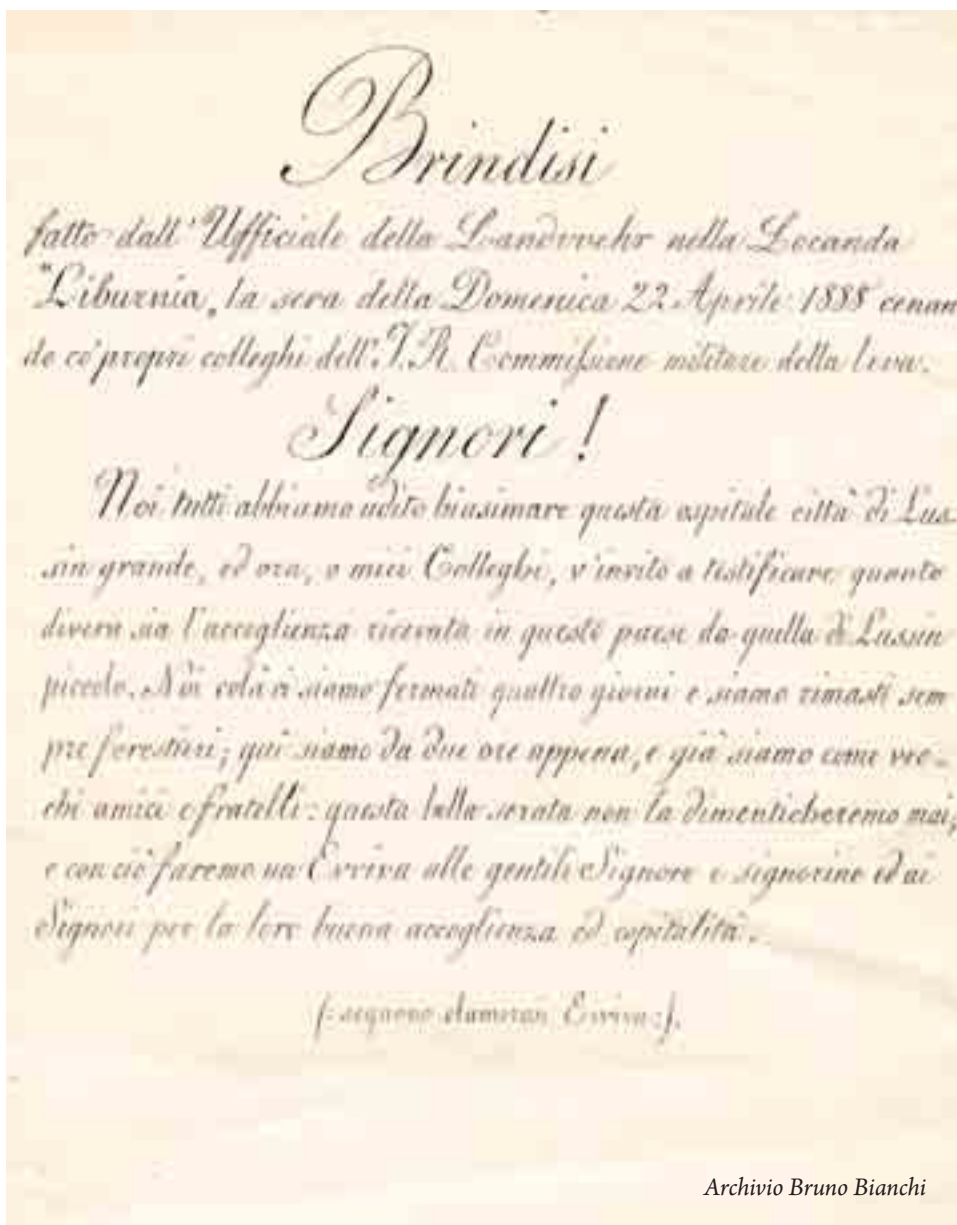 Brindisi
fatto dall'Ufficiale della Landwehr nella Locanda
"Liburnia„ la sera della Domenica 22 Aprile 1888 cenan
do co' proprî colleghi dell'I. R. Commissione militare della leva.
Signori!
Noi tutti abbiamo udito biasimare questa ospitale città di Lus
sin grande, ed ora, o miei Colleghi, v'invito a testificare quanto
diversa sia l'accoglienza ricevuta in questo paese da quella di Lussin
piccolo. Noi colà ci siamo fermati quattro giorni e siamo rimasti sem
pre forestieri; qui siamo da due ore appena, e già siamo come vec-
chi amici e fratelli: questa bella serata non la dimenticheremo mai,
e con ciò faremo un Evviva alle gentili Signore e signorine ed ai
Signori per la loro buona accoglienza ed ospitalità.
[: seguono clamorosi Evviva :].
Archivio Bruno Bianchi